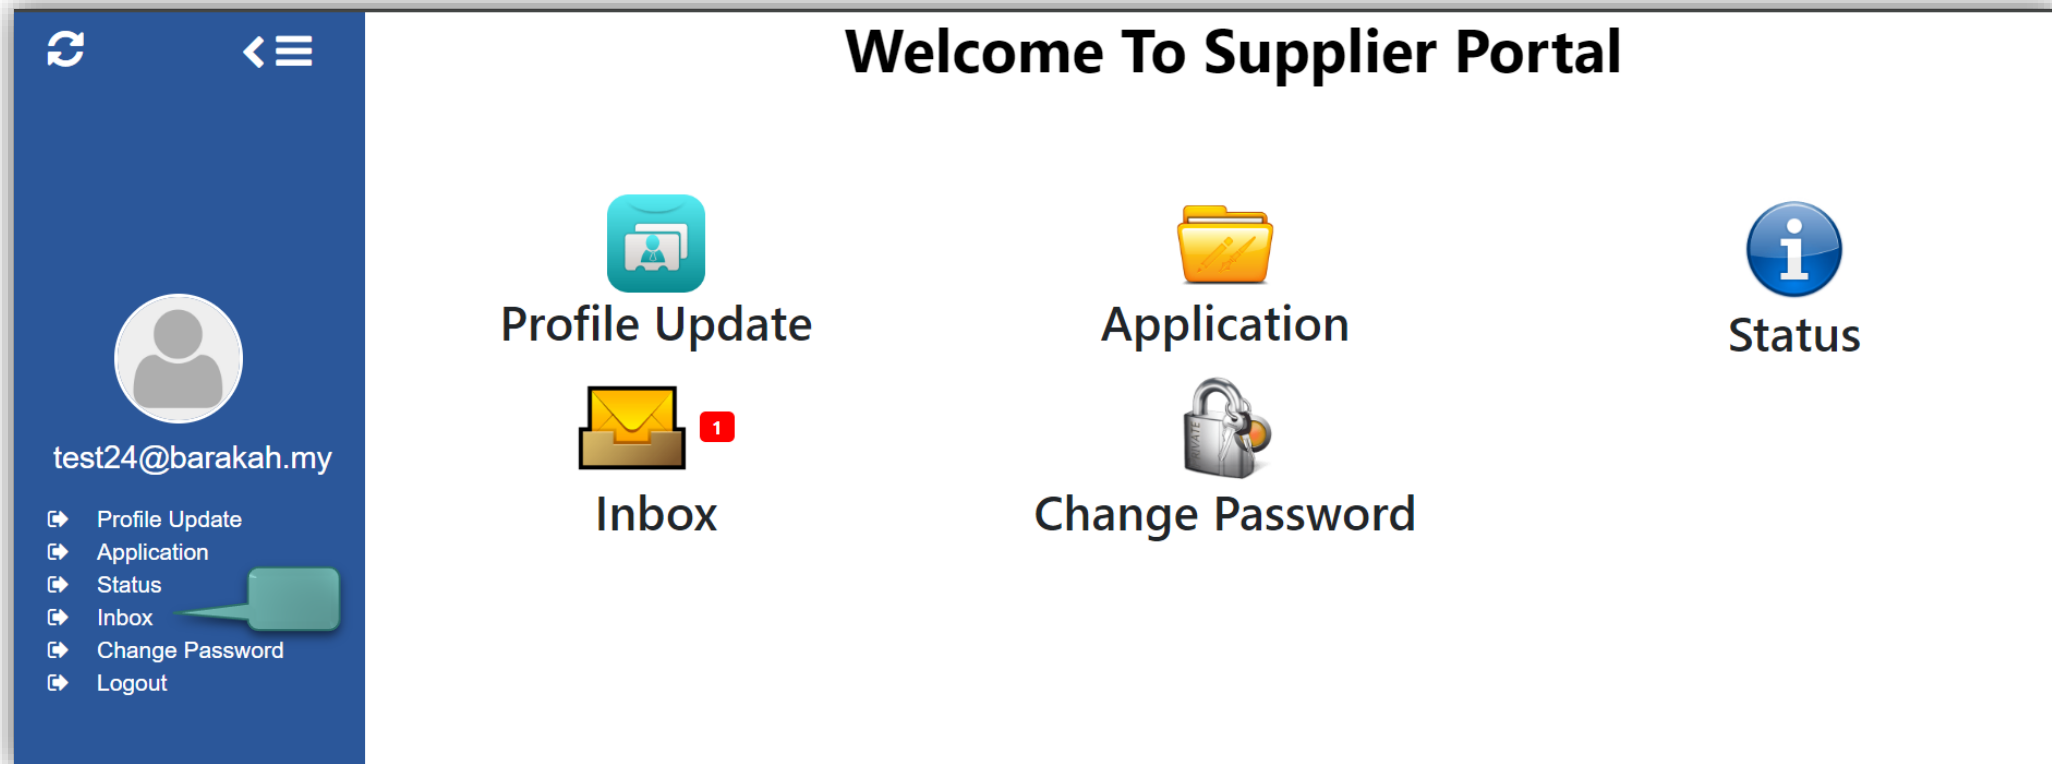 Welcome To Supplier Portal
Profile Update
Application
Status
1
PRIVATE
Inbox
Change Password
test24@barakah.my
Profile Update
Application
Status
Inbox
Change Password
Logout